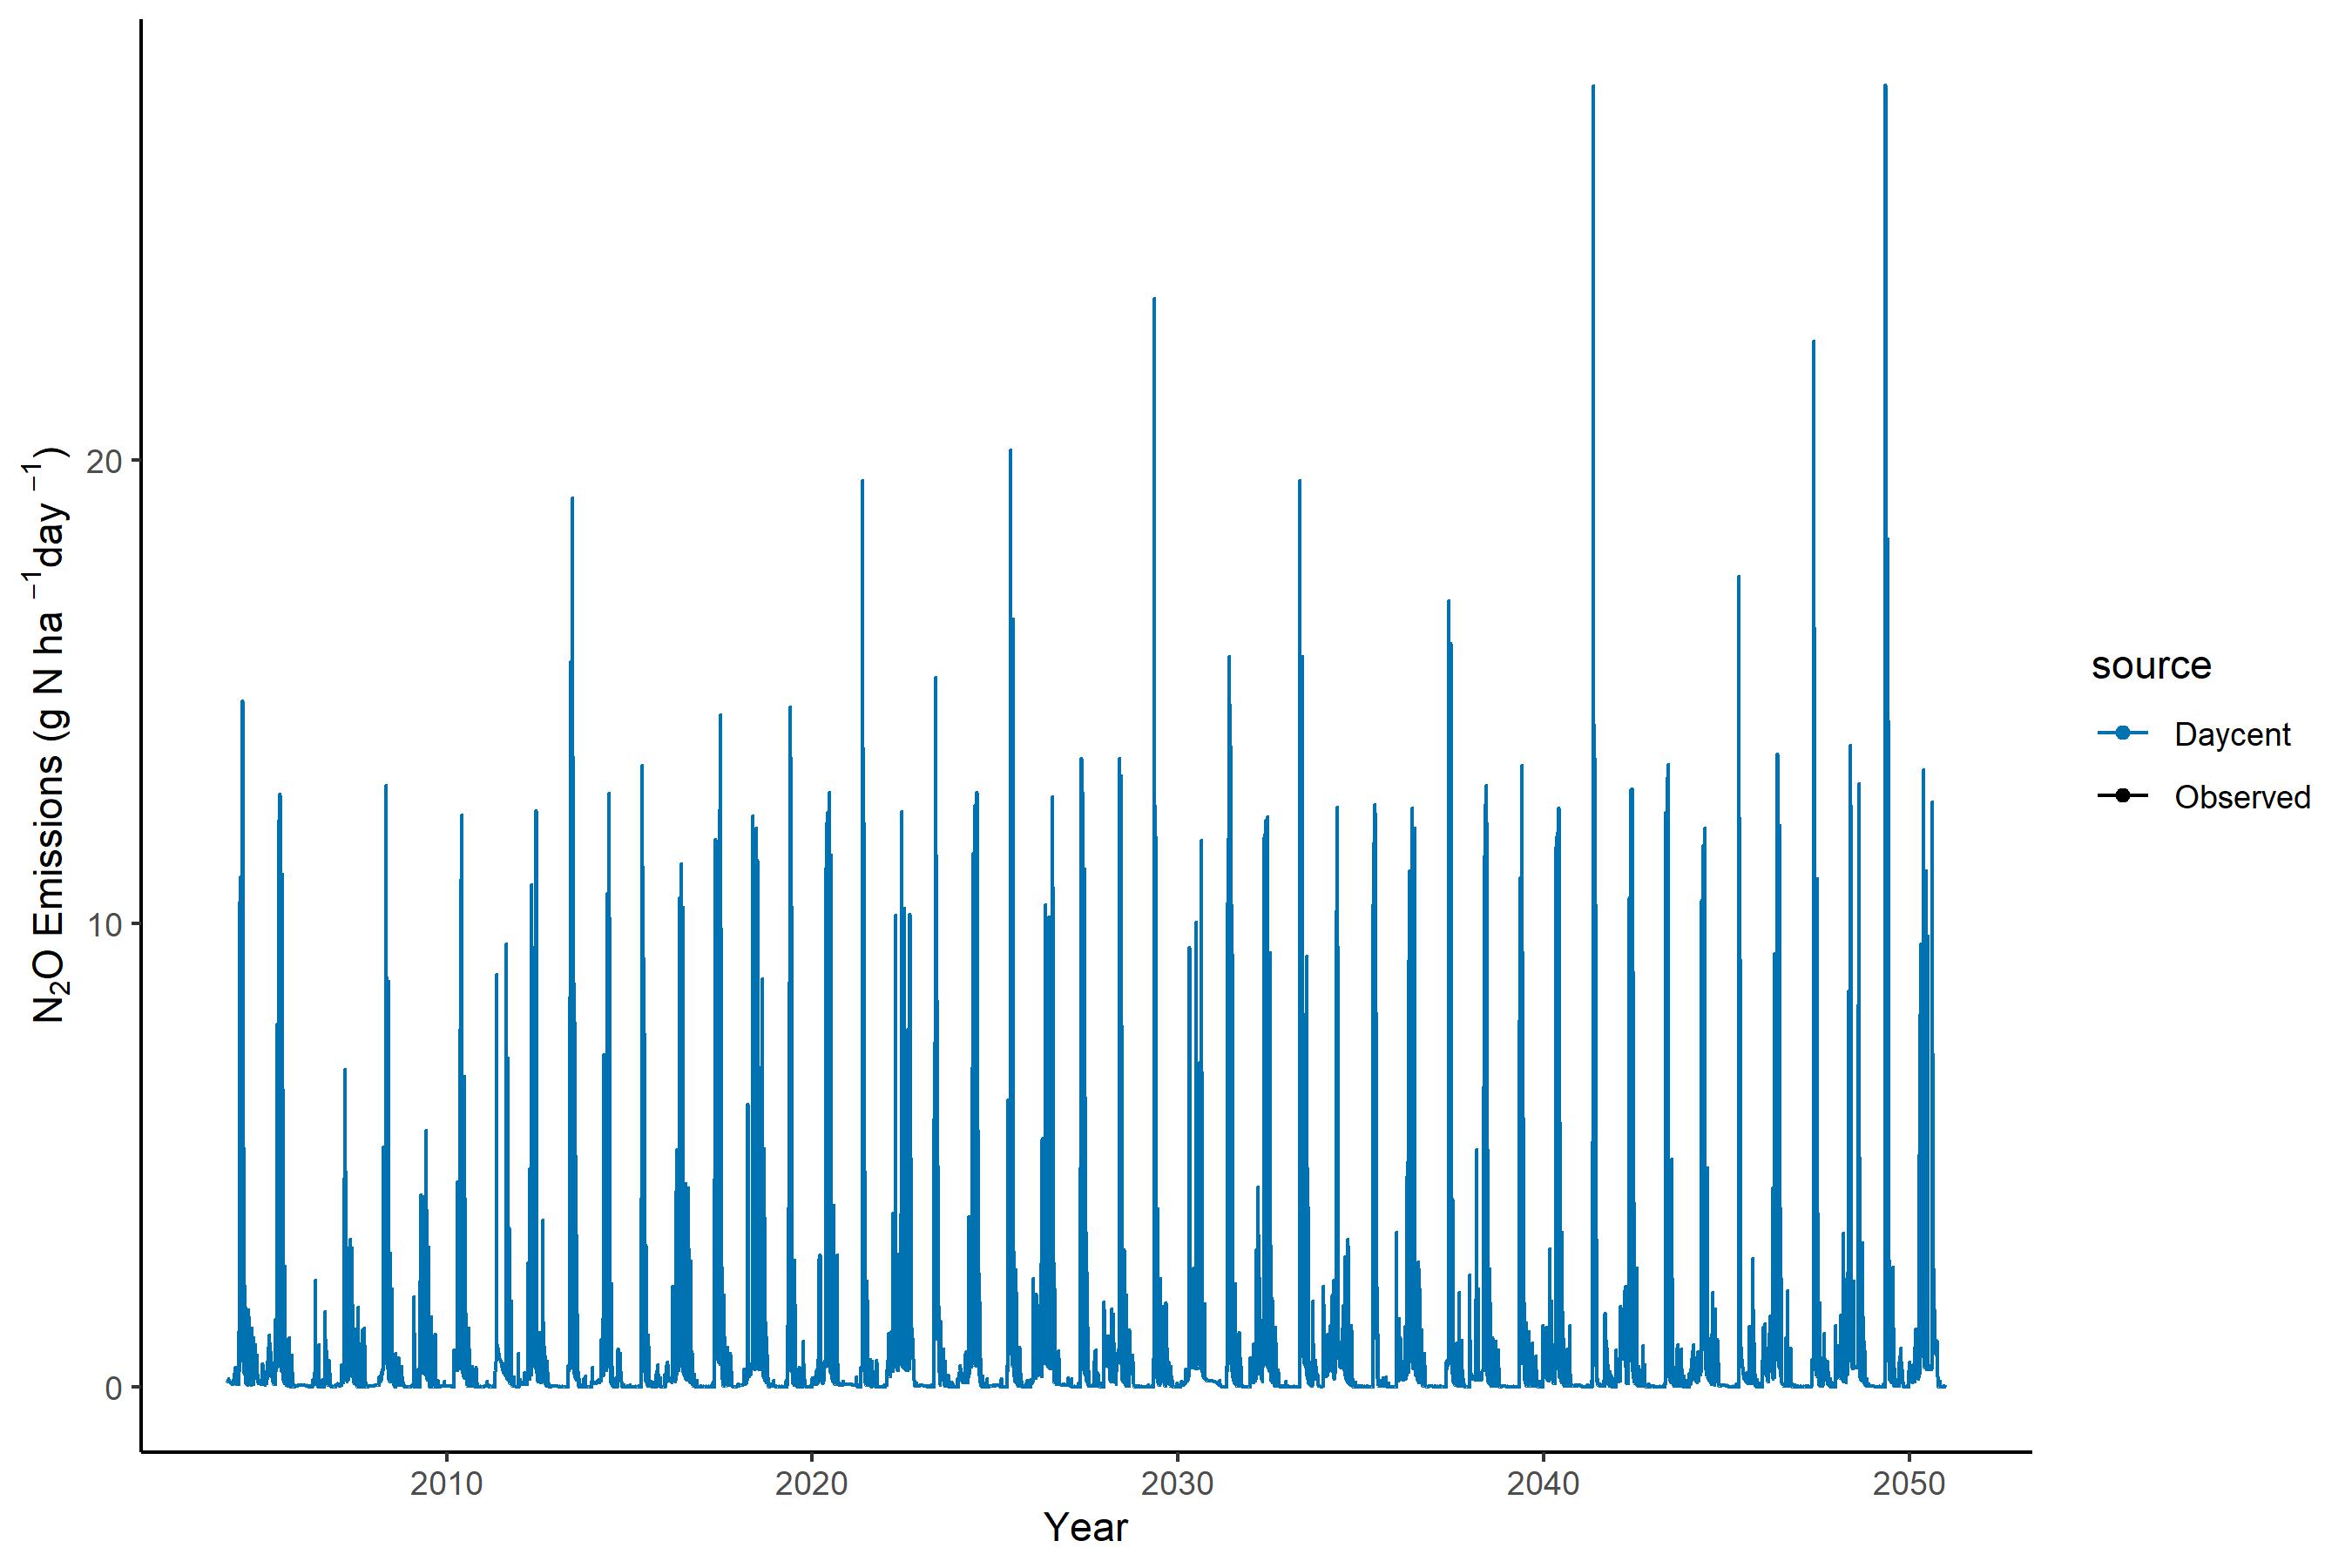 N₂O Emissions (g N ha ⁻¹day ⁻¹)
20
10
0
2010 2020 2030 2040 2050
Year
source
Daycent
Observed